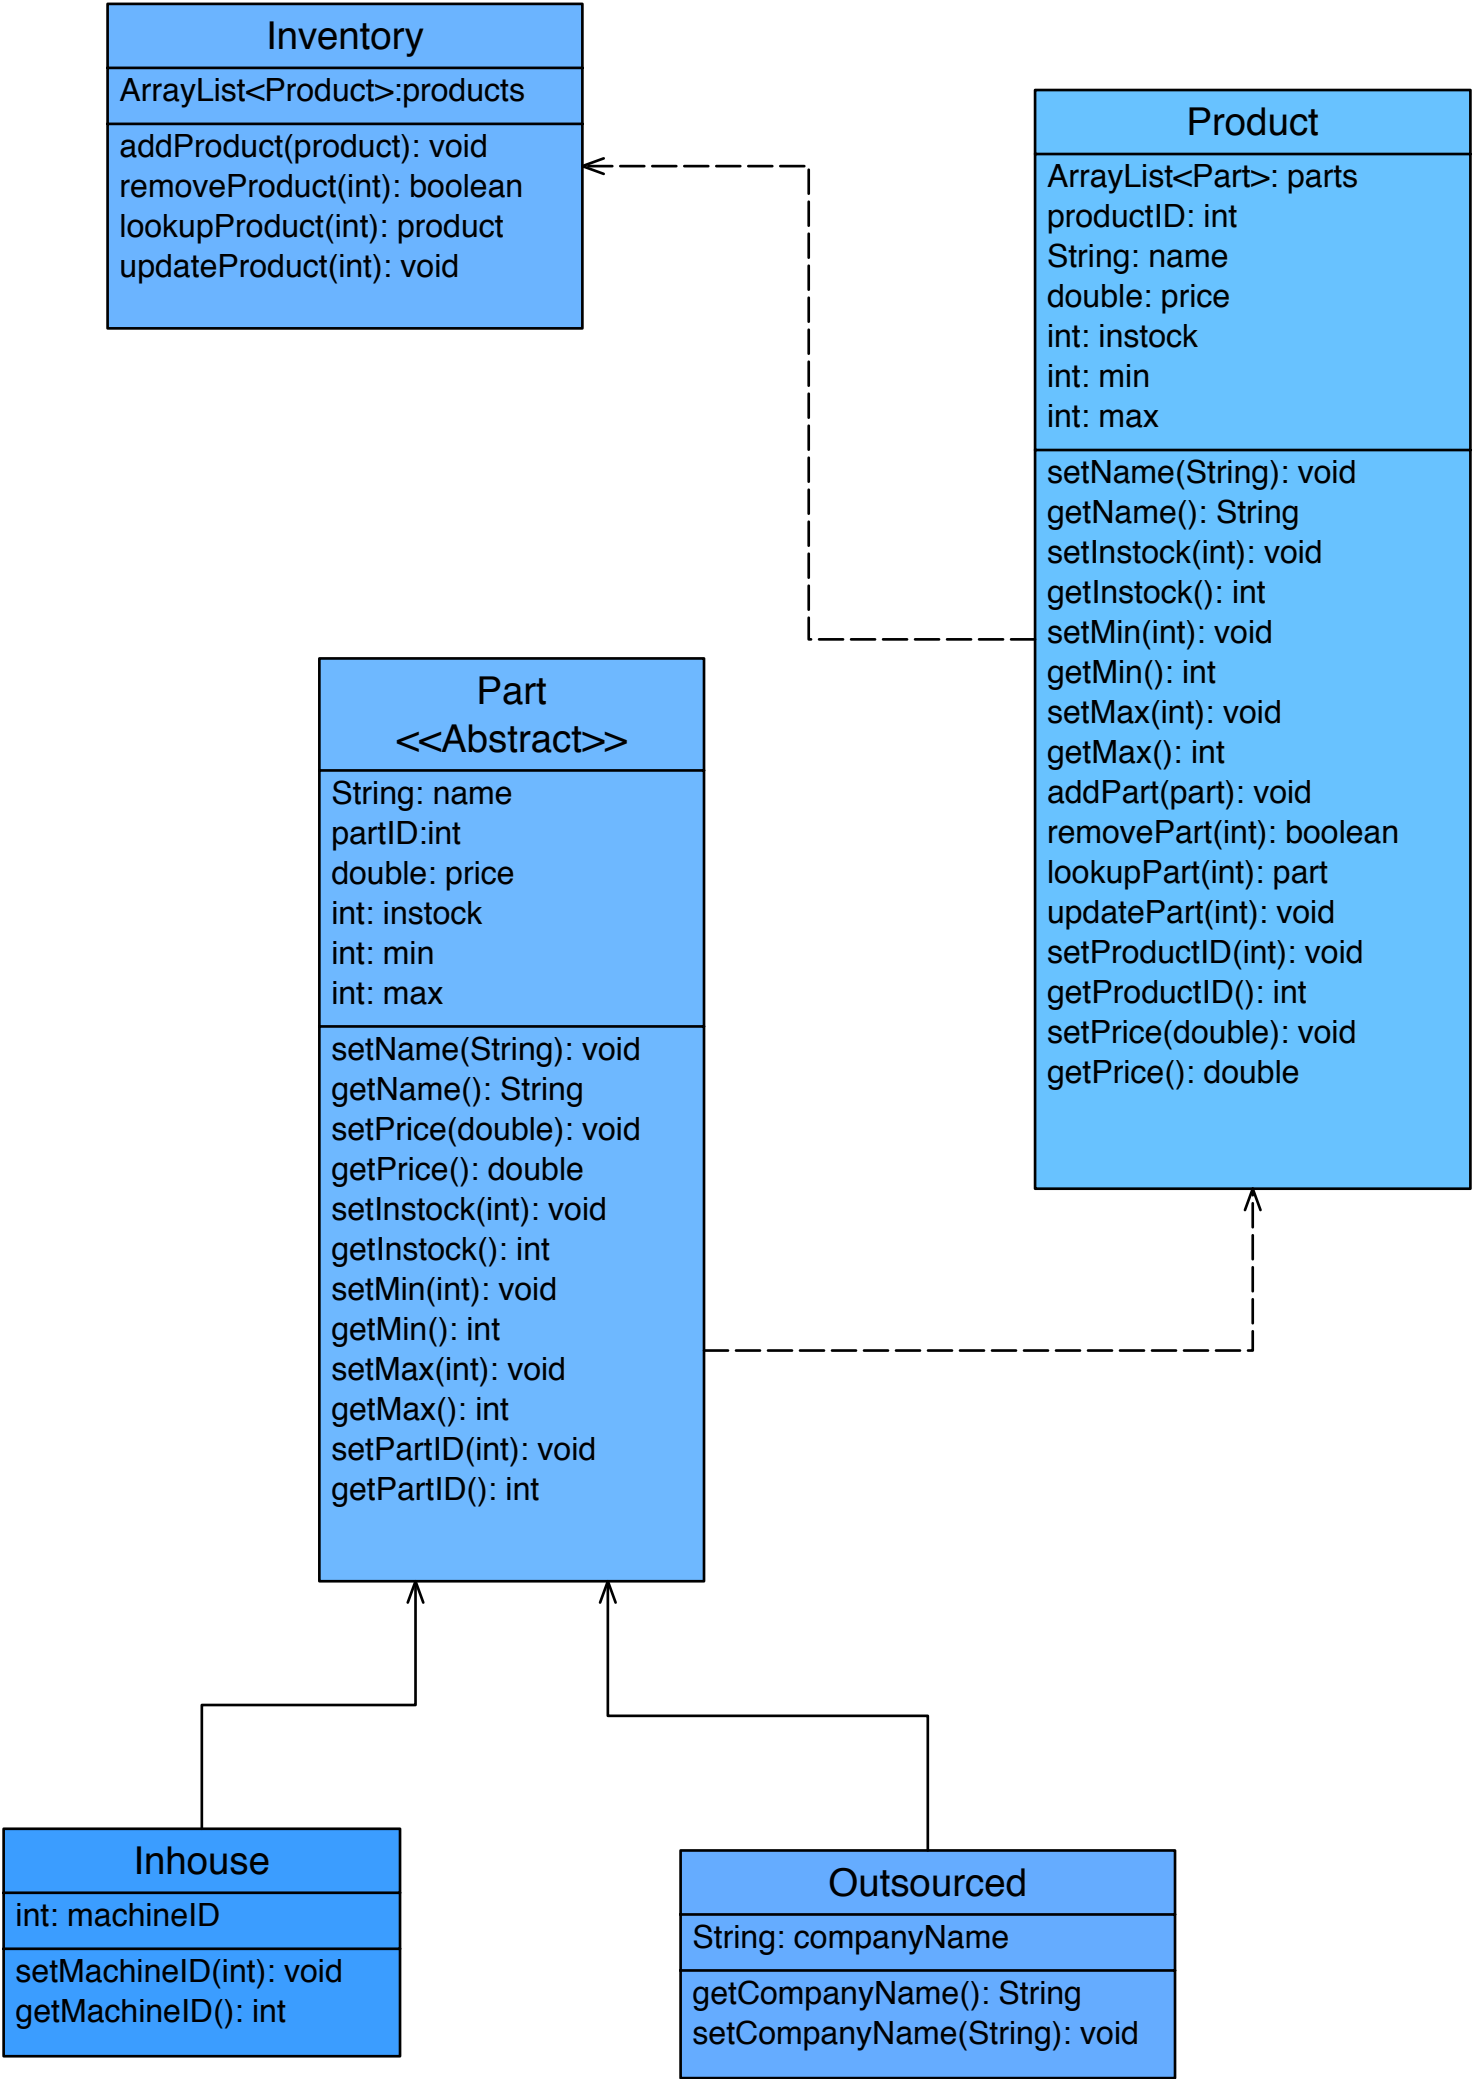 Inventory
ArrayList<Product>:products
addProduct(product): void
removeProduct(int): boolean
lookupProduct(int): product
updateProduct(int): void
Product
ArrayList<Part>: parts
productID: int
String: name
double: price
int: instock
int: min
int: max
setName(String): void
getName(): String
setInstock(int): void
getInstock(): int
setMin(int): void
getMin(): int
setMax(int): void
getMax(): int
addPart(part): void
removePart(int): boolean
lookupPart(int): part
updatePart(int): void
setProductID(int): void
getProductID(): int
setPrice(double): void
getPrice(): double
Part
<<Abstract>>
String: name
partID:int
double: price
int: instock
int: min
int: max
setName(String): void
getName(): String
setPrice(double): void
getPrice(): double
setInstock(int): void
getInstock(): int
setMin(int): void
getMin(): int
setMax(int): void
getMax(): int
setPartID(int): void
getPartID(): int
Inhouse
int: machineID
setMachineID(int): void
getMachineID(): int
Outsourced
String: companyName
getCompanyName(): String
setCompanyName(String): void